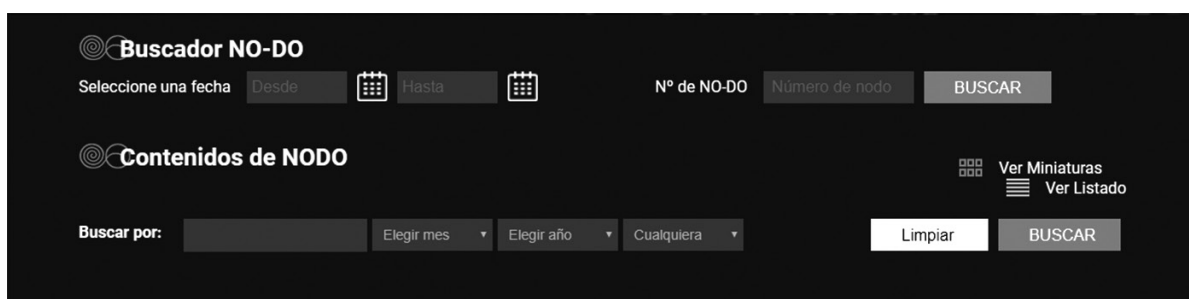 Buscador NO-DO
Seleccione una fecha Desde Hasta Nº de NO-DO Número de nodo BUSCAR
Contenidos de NODO
Ver Miniaturas
Ver Listado
Buscar por: Elegir mes Elegir año Cualquiera Limpiar BUSCAR